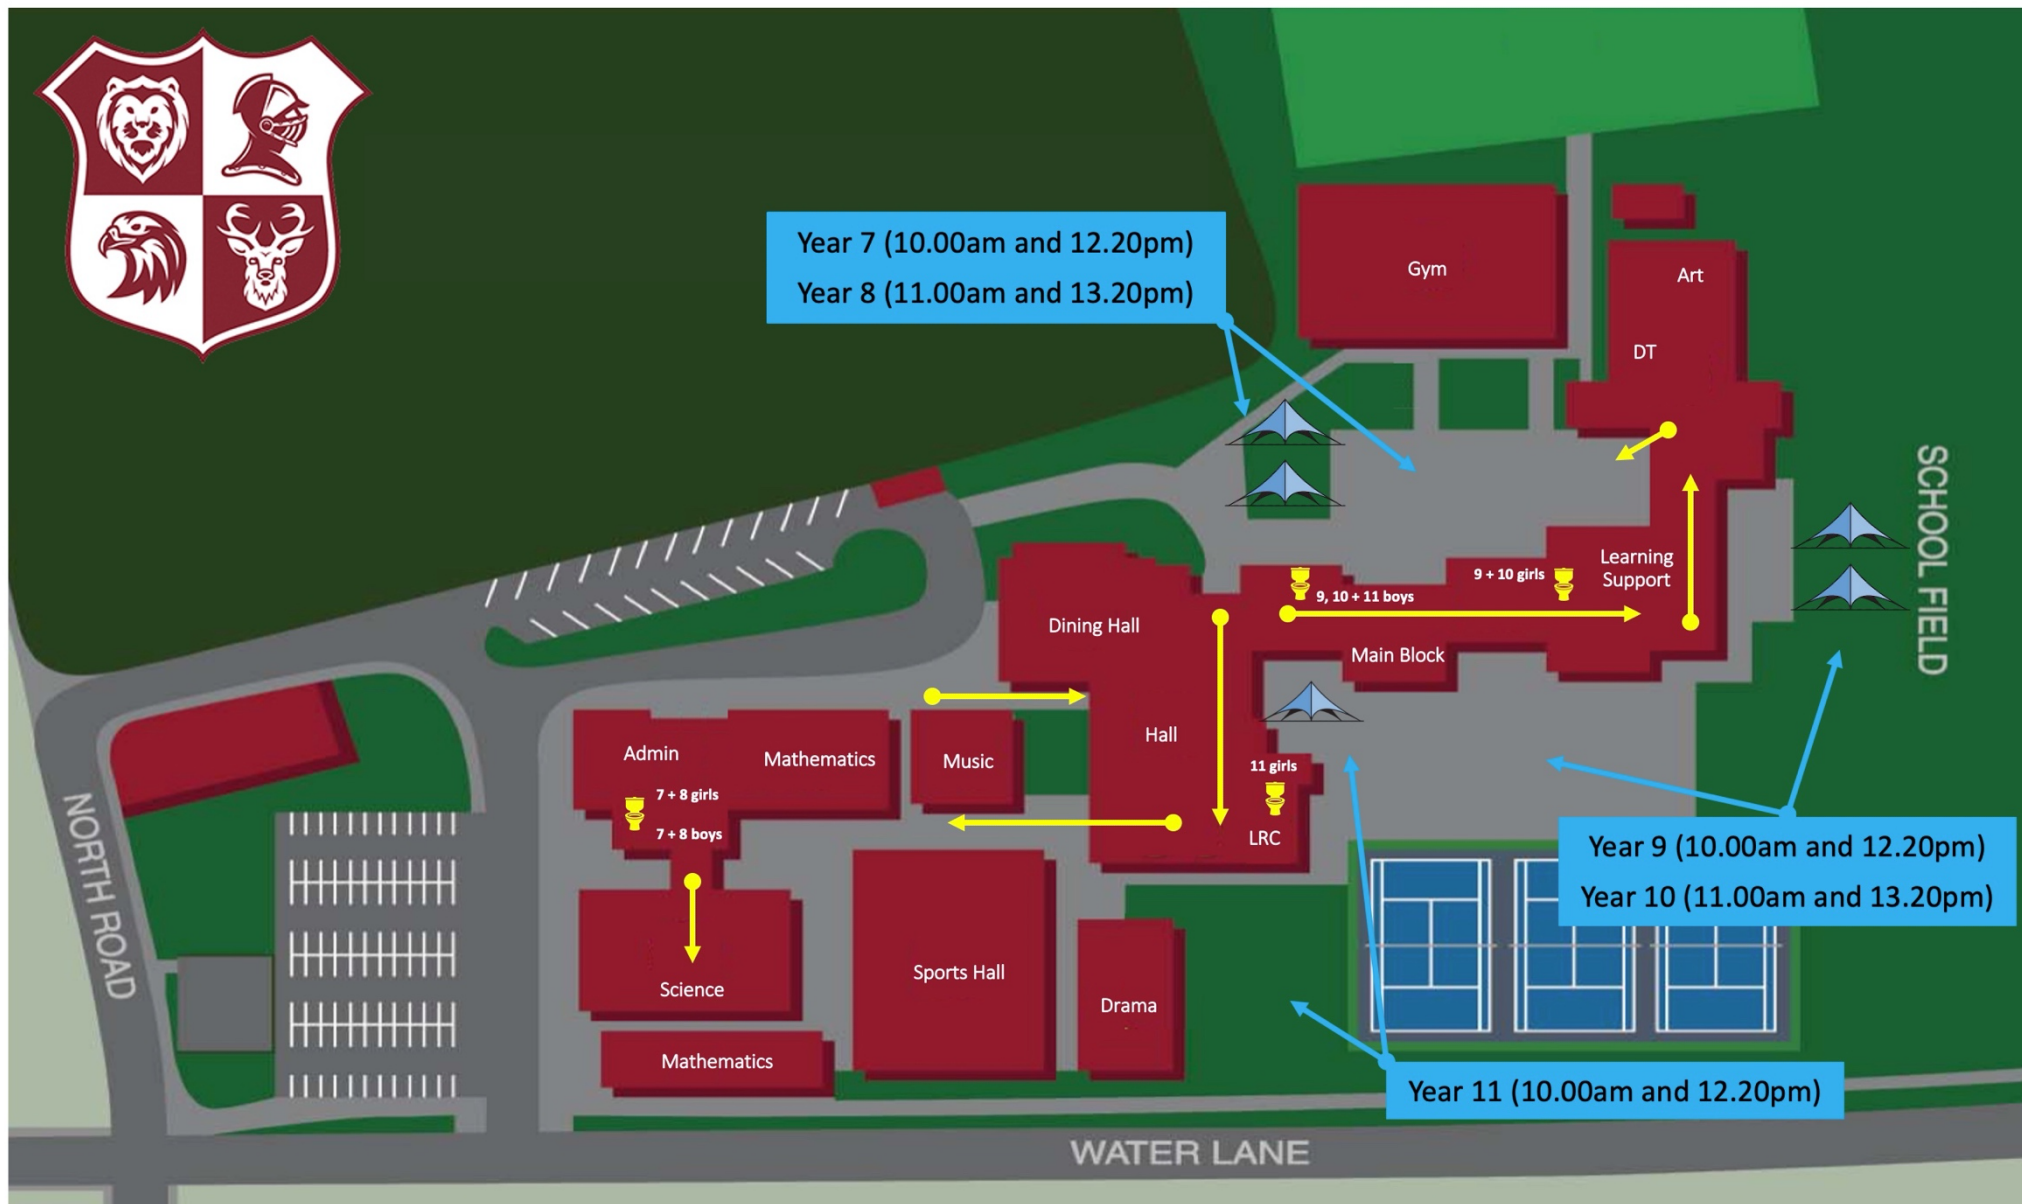 Year 7 (10.00am and 12.20pm)
Year 8 (11.00am and 13.20pm)
Gym
Art
DT
SCHOOL FIELD
Learning
Support
9 + 10 girls
9, 10 + 11 boys
Dining Hall
Main Block
Hall
Admin
Mathematics
Music
11 girls
7 + 8 girls
7 + 8 boys
LRC
NORTH ROAD
Year 9 (10.00am and 12.20pm)
Year 10 (11.00am and 13.20pm)
Science
Sports Hall
Drama
Mathematics
Year 11 (10.00am and 12.20pm)
WATER LANE